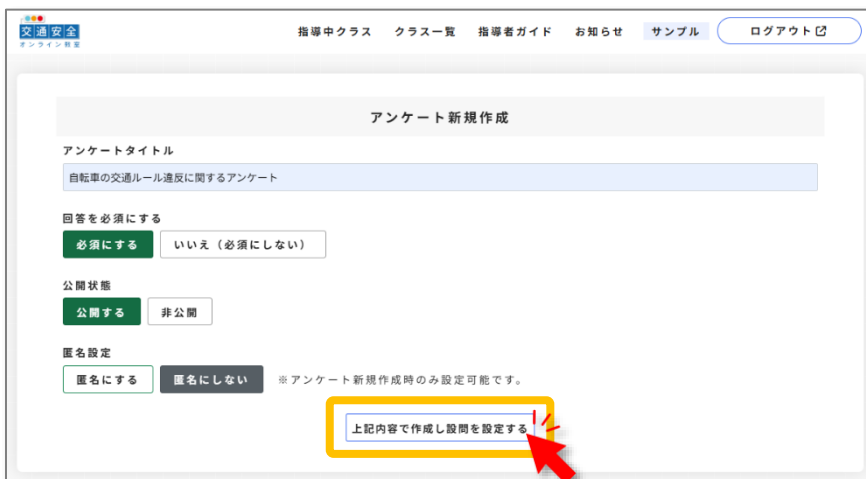 交通安全
オンライン教室
指導中クラス クラス一覧 指導者ガイド お知らせ サンプル ログアウト
アンケート新規作成
アンケートタイトル
自転車の交通ルール違反に関するアンケート
回答を必須にする
必須にする いいえ（必須にしない）
公開状態
公開する 非公開
匿名設定
匿名にする 匿名にしない ※アンケート新規作成時のみ設定可能です。
上記内容で作成し設問を設定する